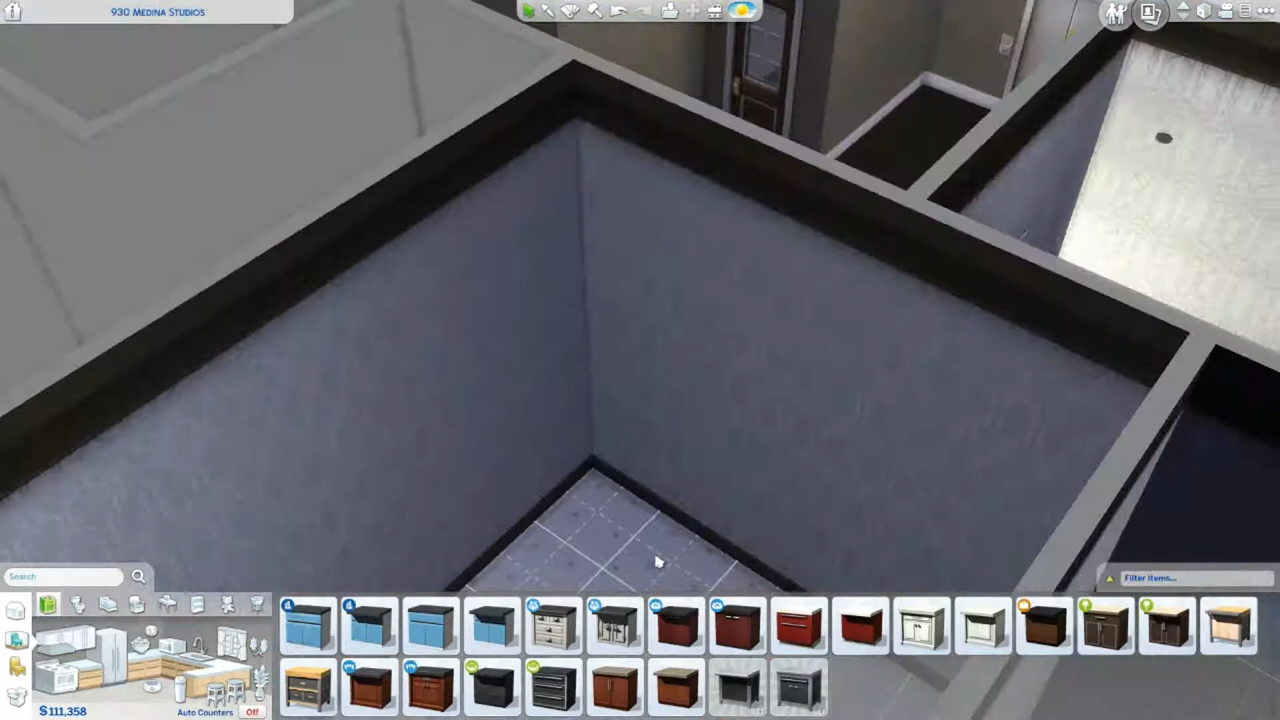 930 MEDINA STUDIOS
Search
Filter Items...
§111,358
Auto Counters
Off